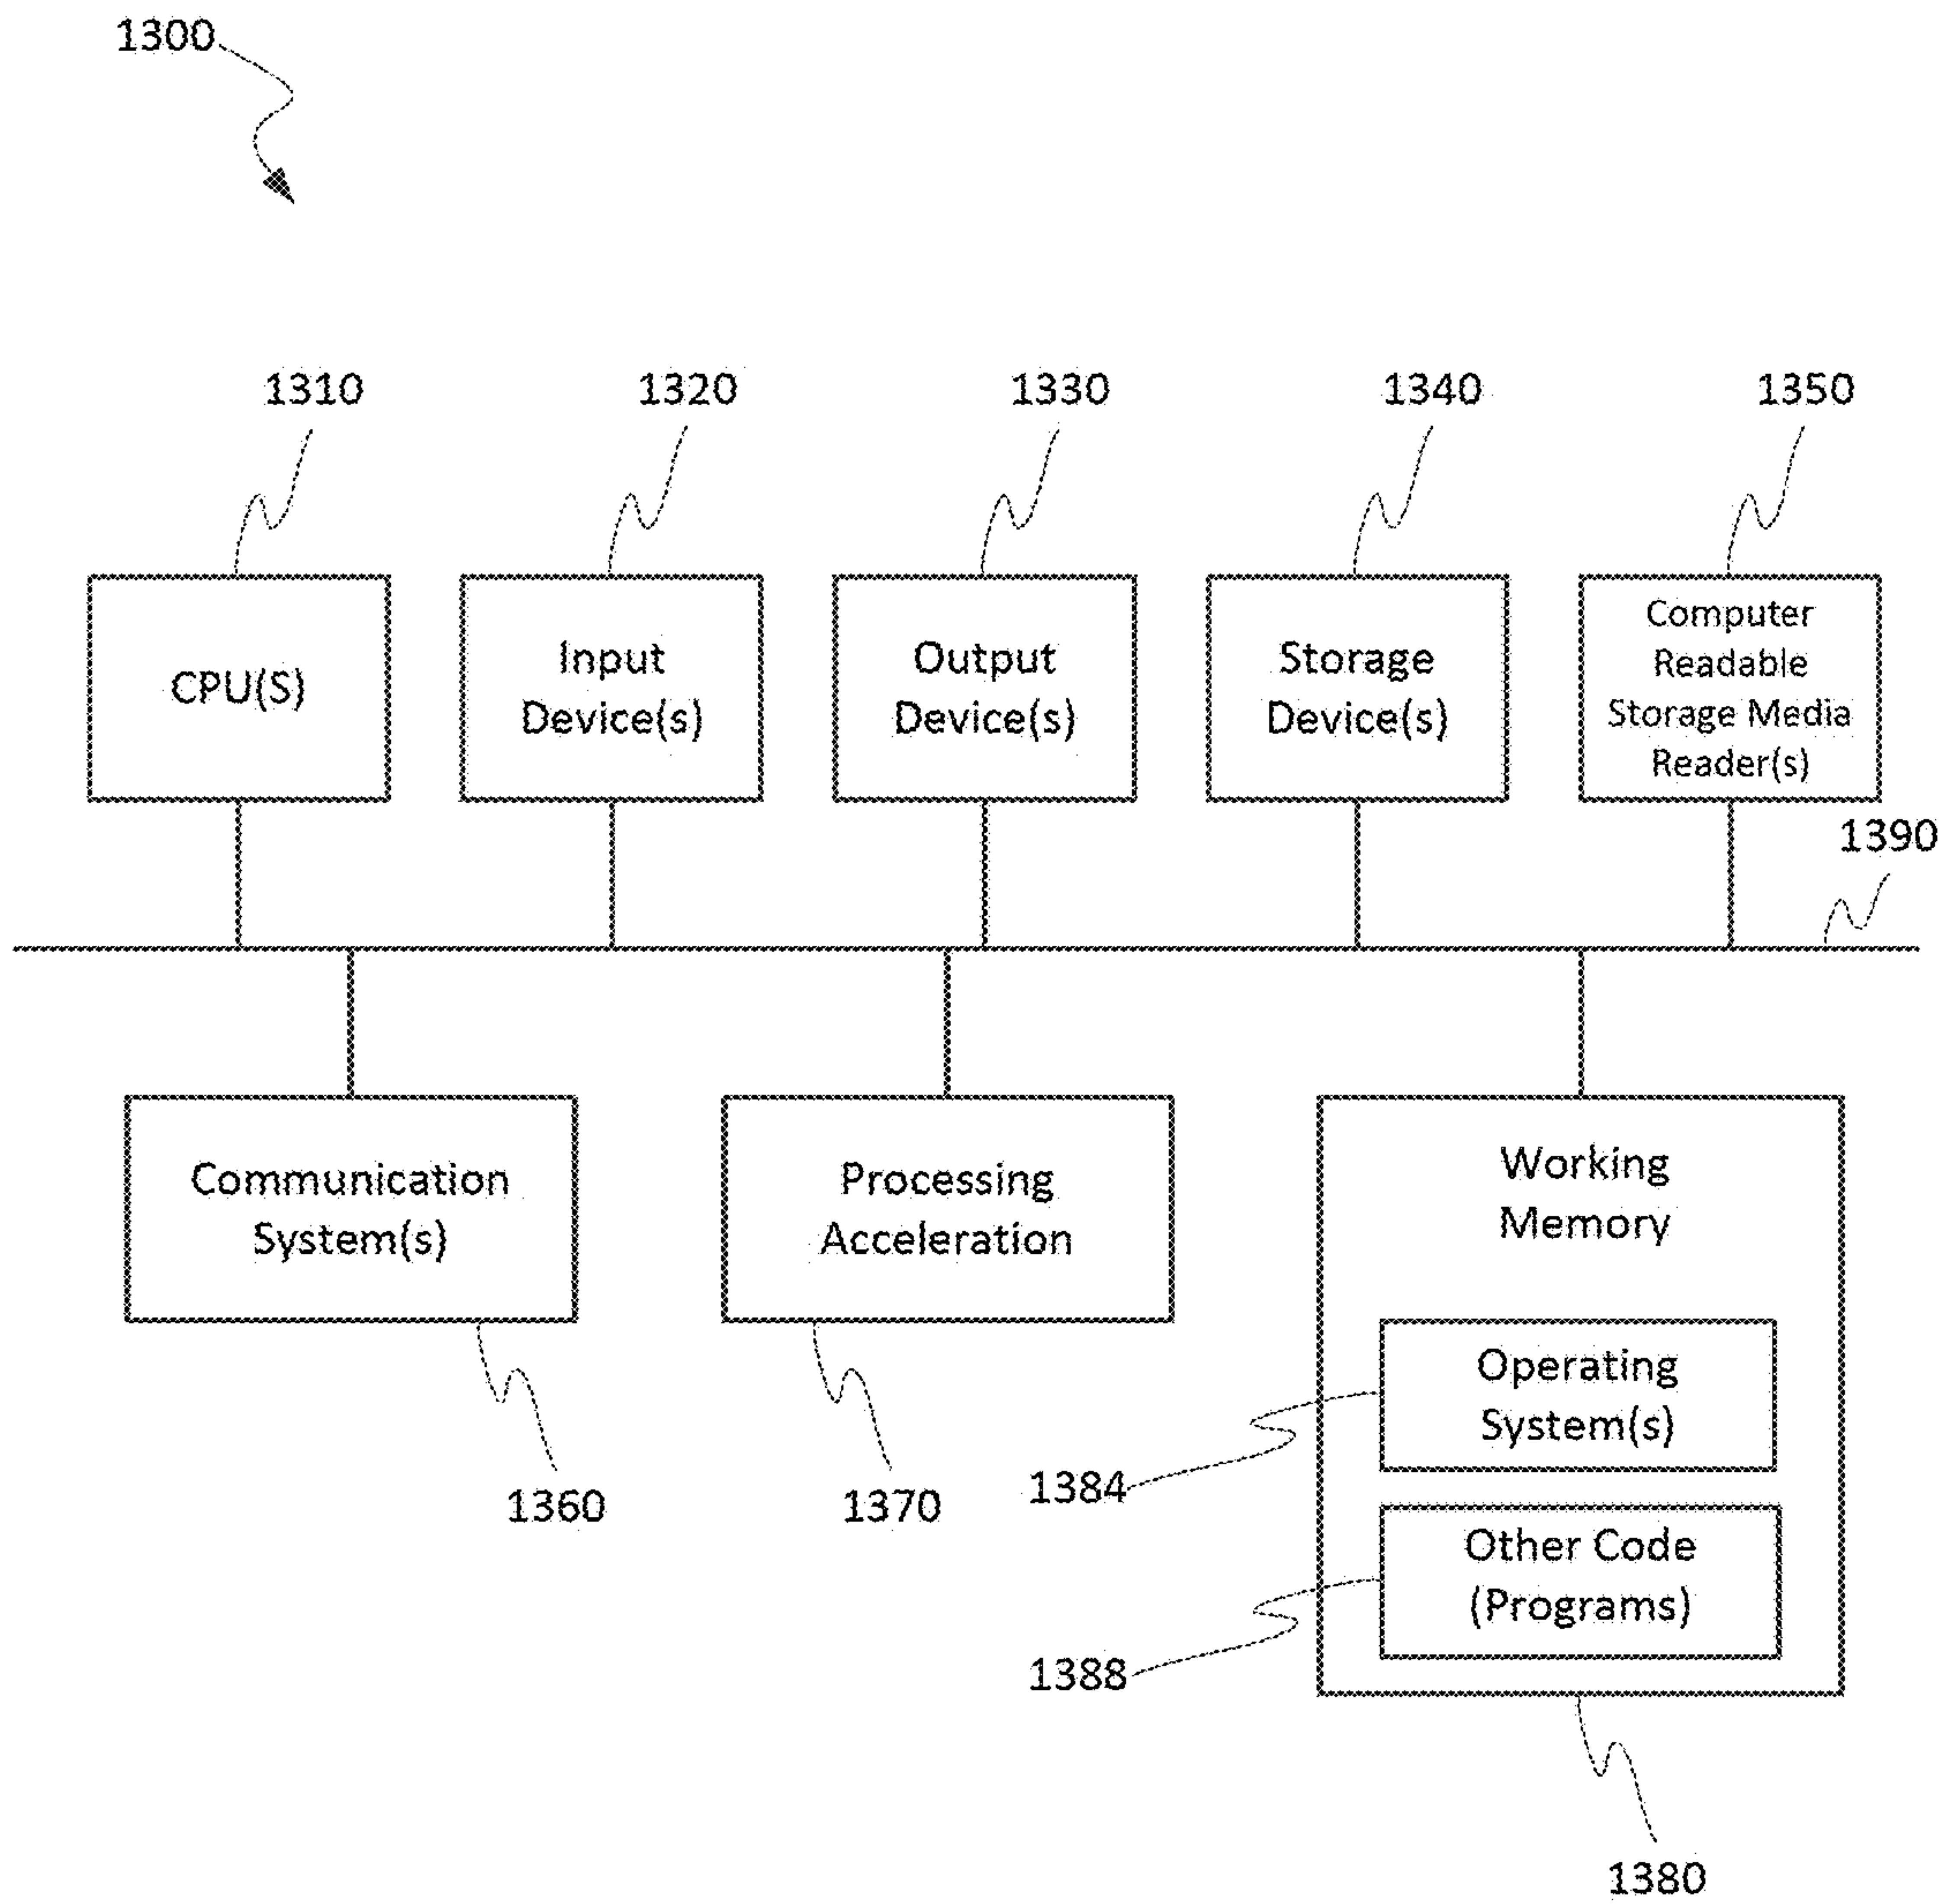 1300
1310
1320
1330
1340
1350
CPU(S)
Input
Device(s)
Output
Device(s)
Storage
Device(s)
Computer
Readable
Storage Media
Reader(s)
1390
Communication
System(s)
Processing
Acceleration
Working
Memory
Operating
System(s)
Other Code
(Programs)
1360
1370
1384
1388
1380